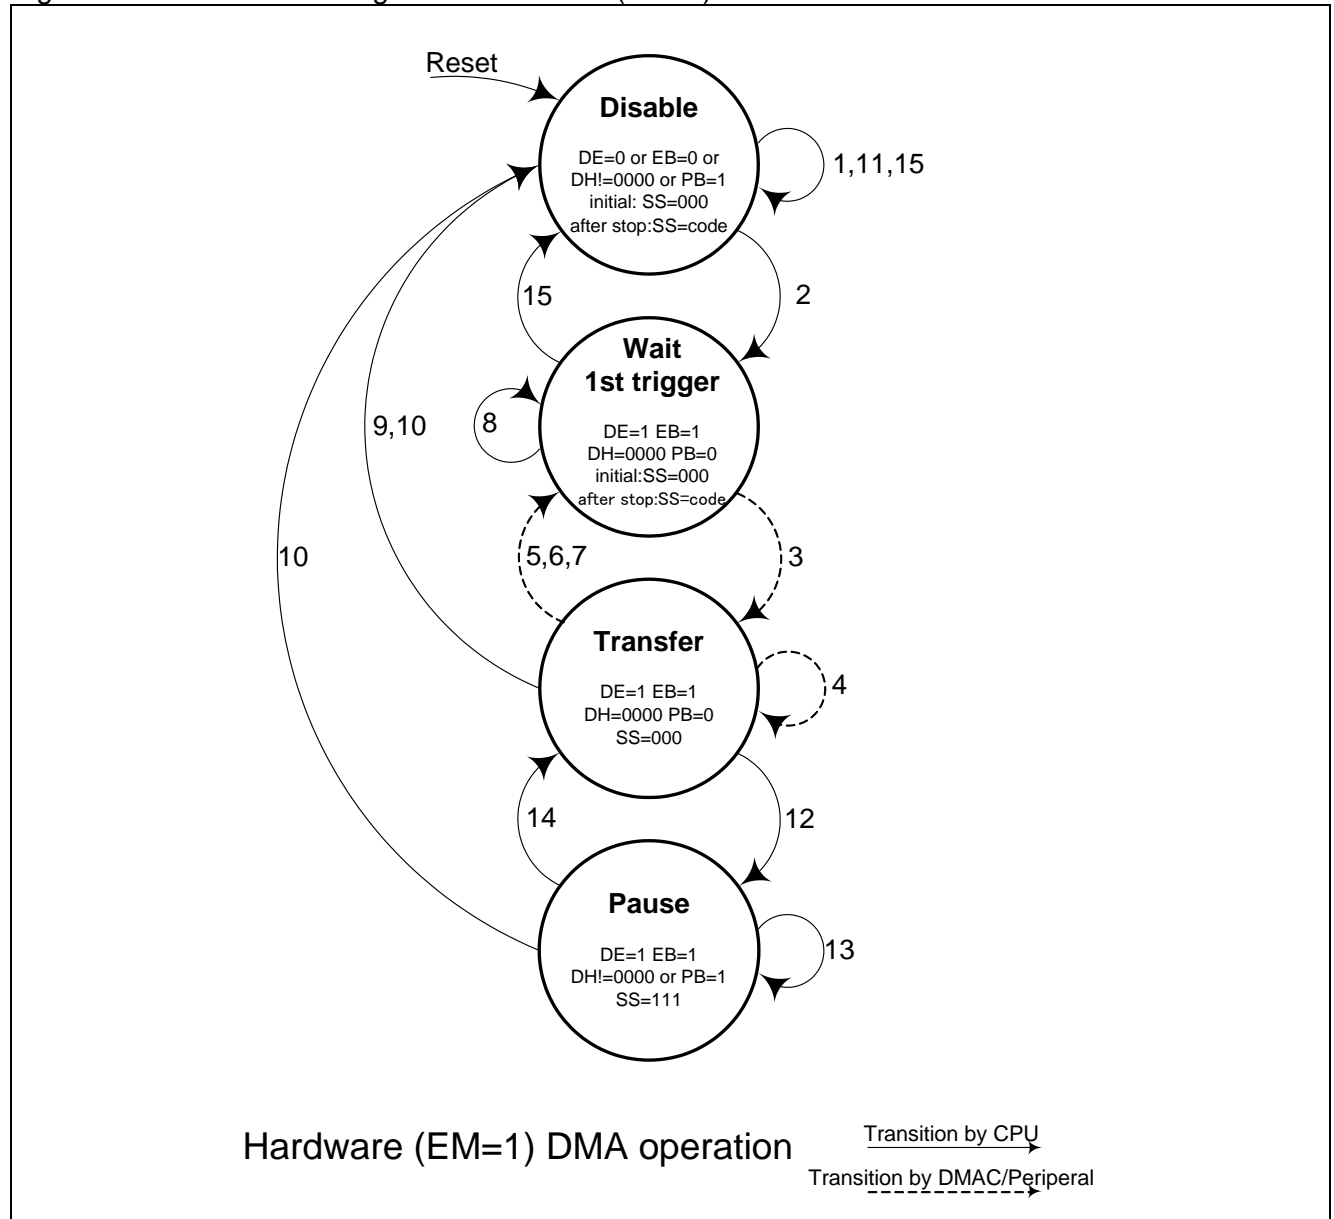 Reset
Disable
DE=0 or EB=0 or
DH!=0000 or PB=1
initial: SS=000
after stop:SS=code
1,11,15
15
2
Wait
1st trigger
DE=1 EB=1
DH=0000 PB=0
initial:SS=000
after stop:SS=code
8
9,10
10
5,6,7
3
Transfer
DE=1 EB=1
DH=0000 PB=0
SS=000
4
14
12
Pause
DE=1 EB=1
DH!=0000 or PB=1
SS=111
13
Hardware (EM=1) DMA operation
Transition by CPU
Transition by DMAC/Periperal